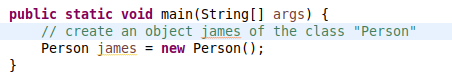 public static void main(String[] args) {
// create an object james of the class "Person"
Person james = new Person();
}